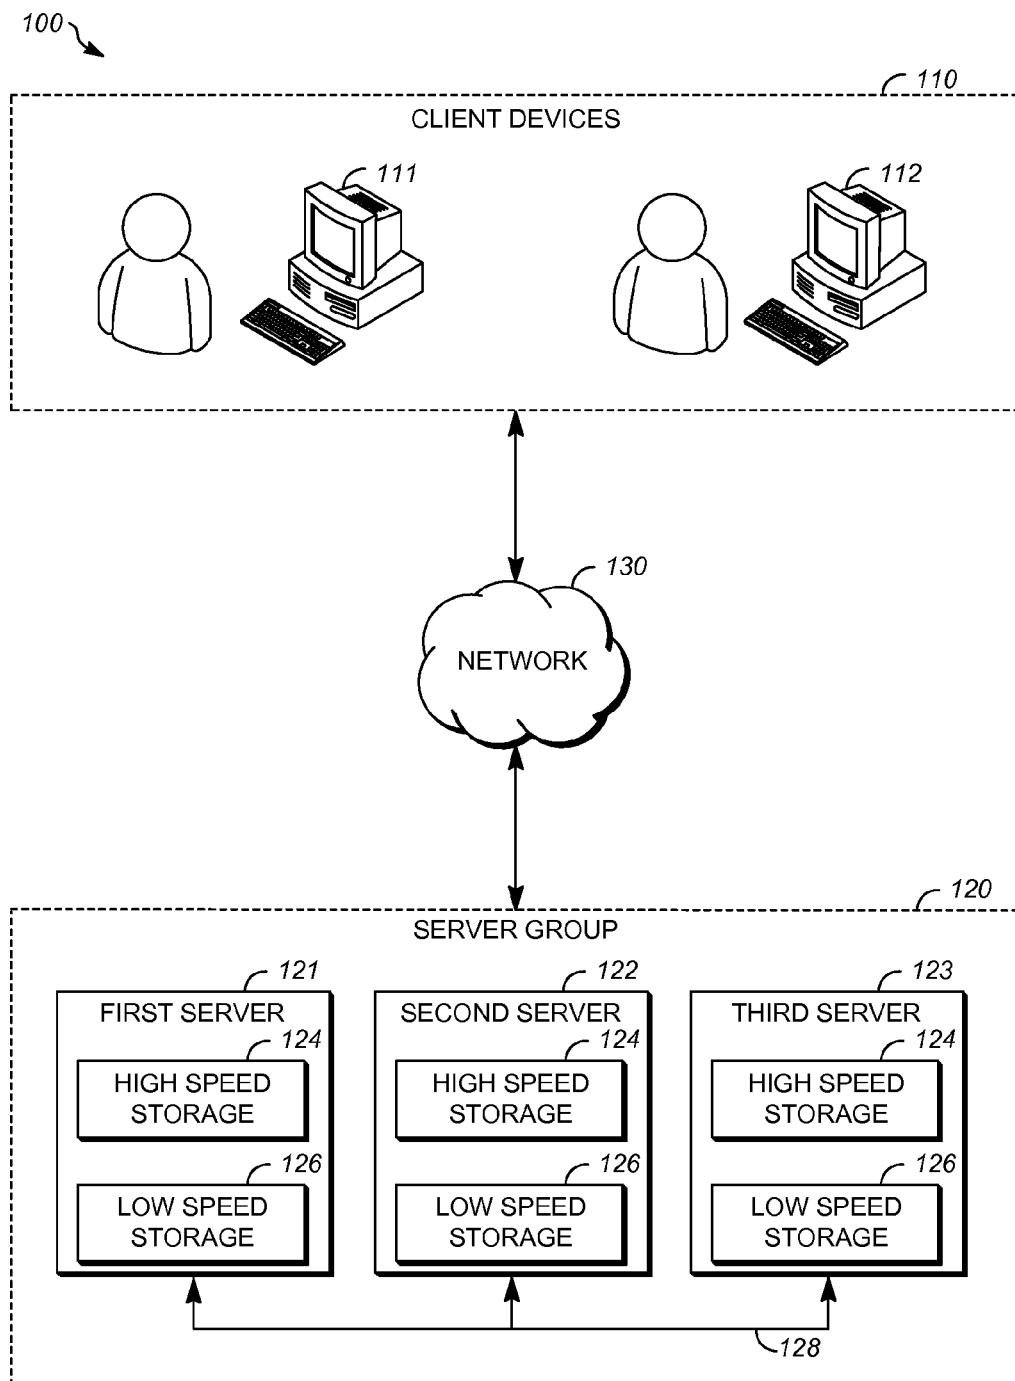 100
110
CLIENT DEVICES
111
112
130
NETWORK
120
SERVER GROUP
121
122
123
FIRST SERVER
SECOND SERVER
THIRD SERVER
124
124
124
HIGH SPEED
STORAGE
HIGH SPEED
STORAGE
HIGH SPEED
STORAGE
126
126
126
LOW SPEED
STORAGE
LOW SPEED
STORAGE
LOW SPEED
STORAGE
128